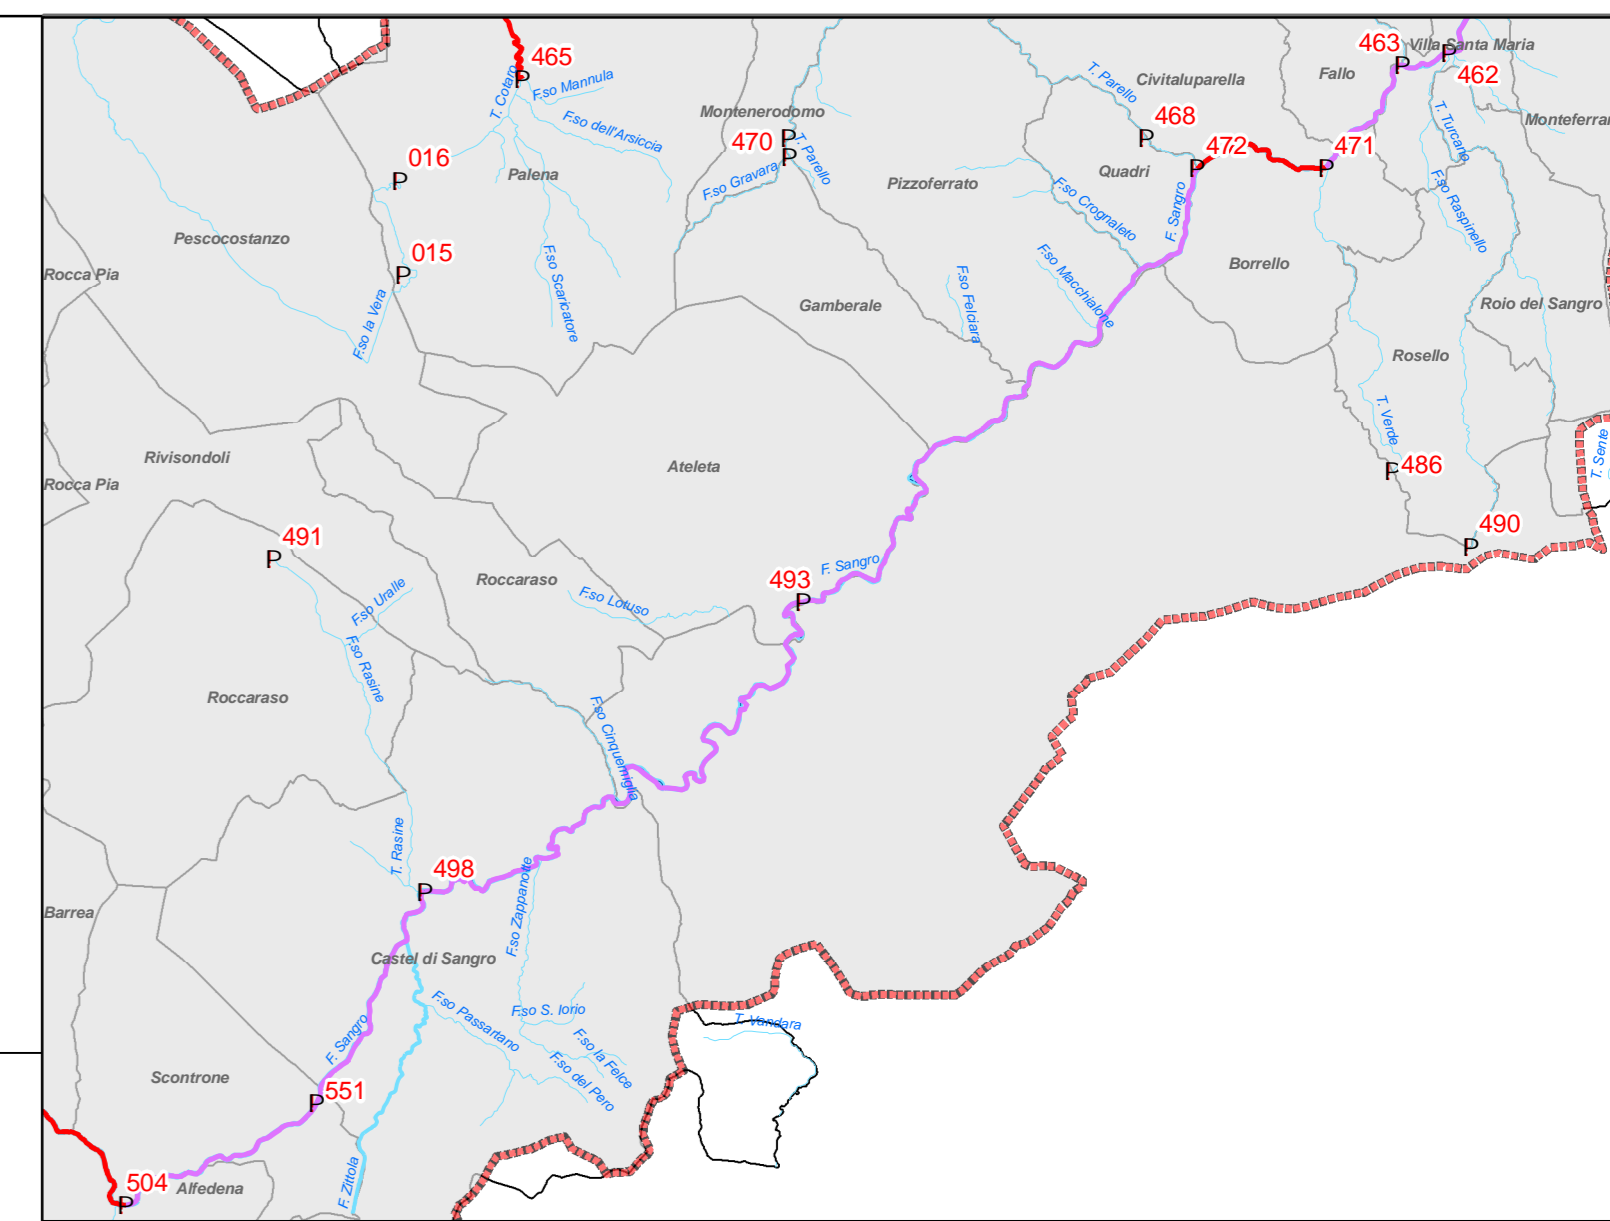 463
Villa Santa Maria
465
P
P
P
462
T. Cotaro
F.so Mannula
T. Parello
Civitaluparella
Fallo
P
Montenerodomo
F.so dell'Arsiccia
468
T. Turcano
470
P
T. Parello
P
472
471
016
P
P
P
P
Palena
F.so Gravara
Pizzoferrato
Quadri
F.so Crognaleto
F. Sangro
F.so Raspinello
Pescocostanzo
015
P
Rocca Pia
F.so Scaricatore
F.so la Vera
Gamberale
F.so Felciara
F.so Macchialone
Borrello
Roio del Sangro
Rosello
T. Verde
Rivisondoli
Rocca Pia
Ateleta
P
486
T. Sente
491
P
490
P
F. Sangro
Roccaraso
493
P
F.so Uralle
F.so Lotuso
F.so Rasine
Roccaraso
F.so Cinquemiglia
T. Rasine
498
P
F.so Zappanotte
Barrea
Castel di Sangro
F.so Passartano
F.so S. Iorio
T. Vandara
F. Sangro
F.so la Felce
F.so del Pero
Scontrone
551
P
504
P
Alfedena
F. Zittola